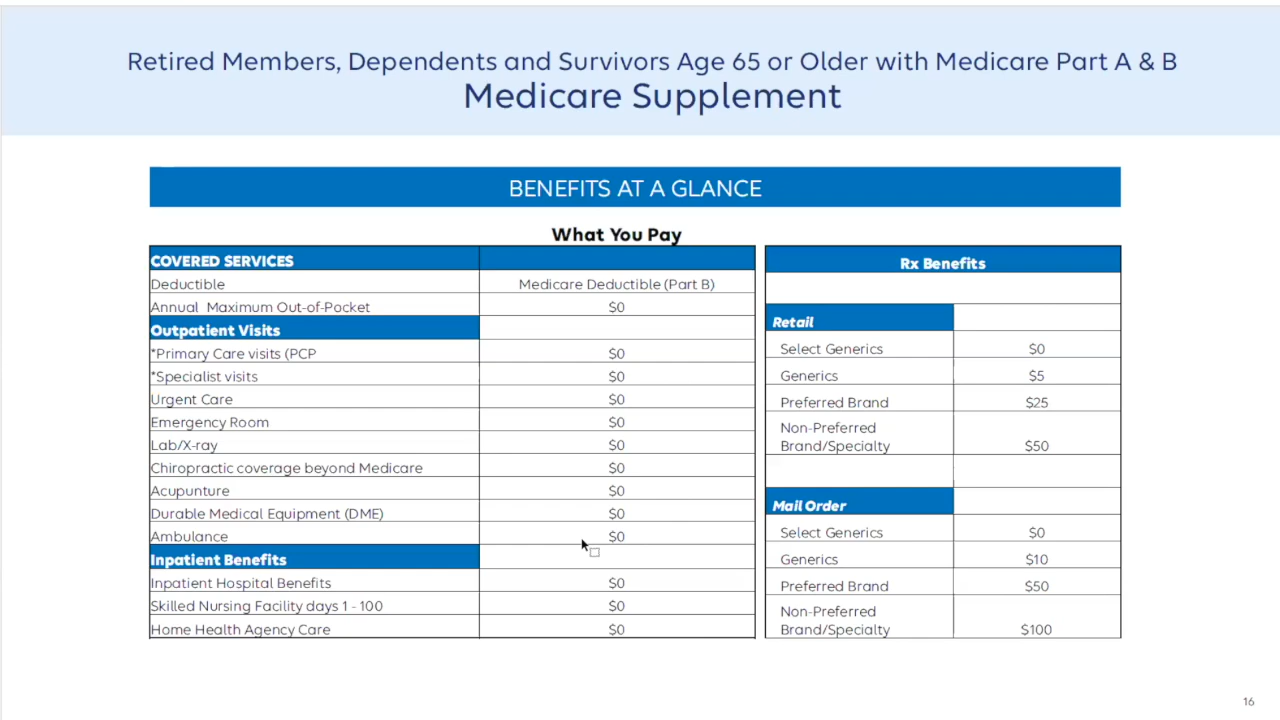 Retired Members, Dependents and Survivors Age 65 or Older with Medicare Part A & B
Medicare Supplement
BENEFITS AT A GLANCE
What You Pay
COVERED SERVICES
Deductible Medicare Deductible (Part B)
Annual Maximum Out-of-Pocket $0
Outpatient Visits
*Primary Care visits (PCP $0
*Specialist visits $0
Urgent Care $0
Emergency Room $0
Lab/X-ray $0
Chiropractic coverage beyond Medicare $0
Acupunture $0
Durable Medical Equipment (DME) $0
Ambulance $0
Inpatient Benefits
Inpatient Hospital Benefits $0
Skilled Nursing Facility days 1 - 100 $0
Home Health Agency Care $0
Rx Benefits
Retail
Select Generics $0
Generics $5
Preferred Brand $25
Non-Preferred
Brand/Specialty $50
Mail Order
Select Generics $0
Generics $10
Preferred Brand $50
Non-Preferred
Brand/Specialty $100
16